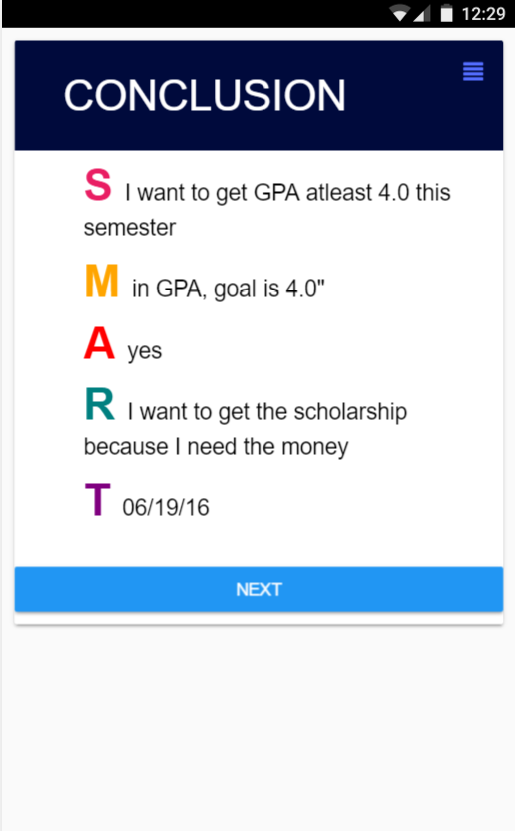 12:29
CONCLUSION
S I want to get GPA atleast 4.0 this
semester
M in GPA, goal is 4.0"
A yes
R I want to get the scholarship
because I need the money
T 06/19/16
NEXT